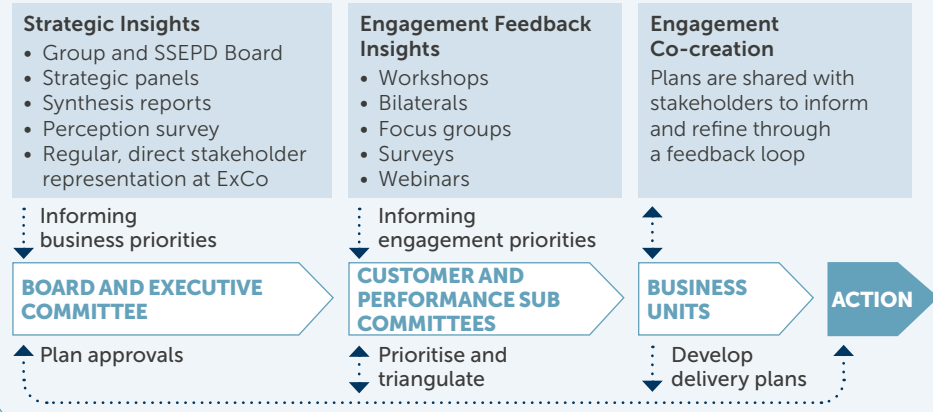 Strategic Insights
• Group and SSEPD Board
• Strategic panels
• Synthesis reports
• Perception survey
• Regular, direct stakeholder
representation at ExCo
Engagement Feedback
Insights
• Workshops
• Bilaterals
• Focus groups
• Surveys
• Webinars
Engagement
Co-creation
Plans are shared with
stakeholders to inform
and refine through
a feedback loop
Informing
business priorities
Informing
engagement priorities
BOARD AND EXECUTIVE
COMMITTEE
CUSTOMER AND
PERFORMANCE SUB
COMMITTEES
BUSINESS
UNITS
ACTION
Plan approvals
Prioritise and
triangulate
Develop
delivery plans